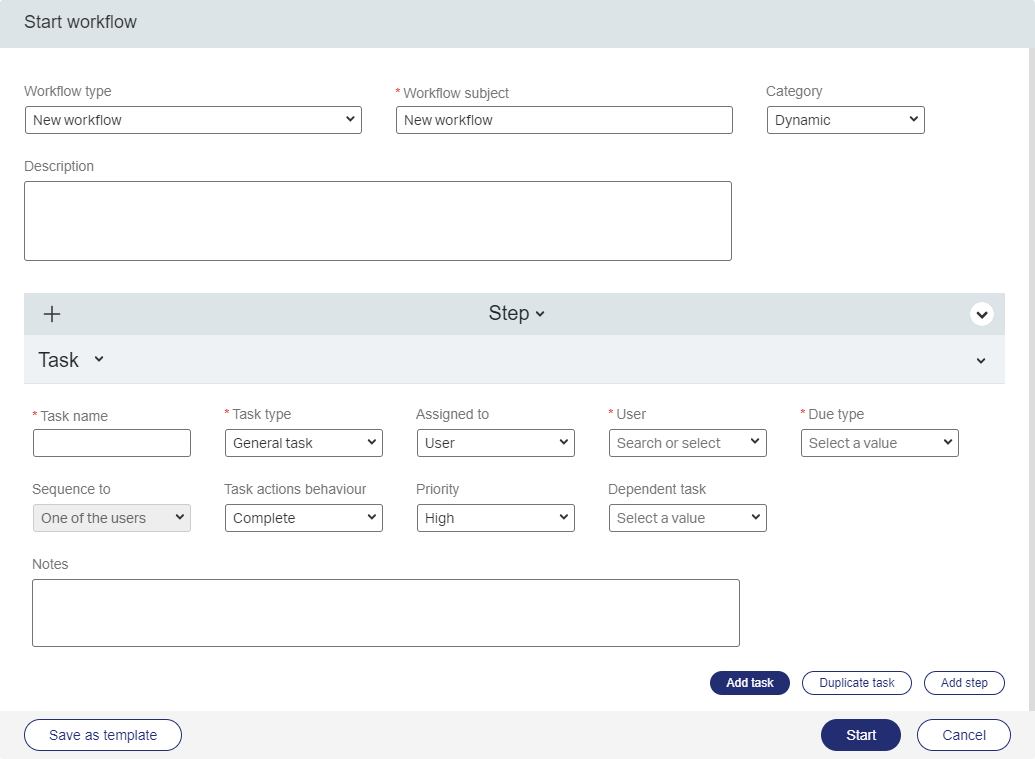 Start workflow
Workflow type
* Workflow subject
Category
New workflow
New workflow
Dynamic
Description
Step
Task
* Task name
* Task type
Assigned to
* User
* Due type
General task
User
Search or select
Select a value
Sequence to
Task actions behaviour
Priority
Dependent task
One of the users
Complete
High
Select a value
Notes
Add task
Duplicate task
Add step
Save as template
Start
Cancel